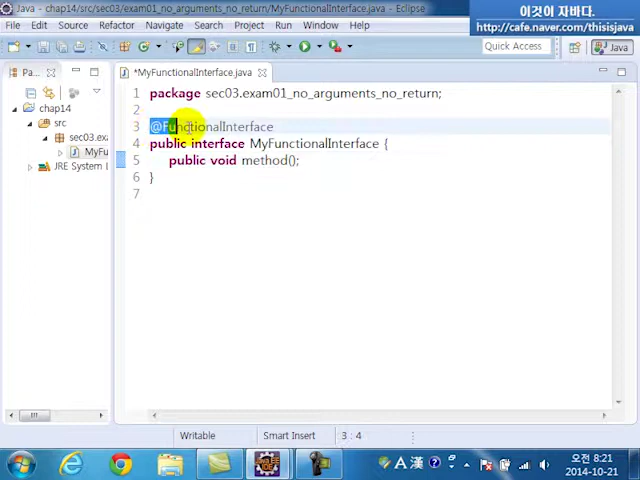 Java - chap14/src/sec03/exam01_no_arguments_no_return/MyFunctionalInterface.java - Eclipse
이것이 자바다.
http://cafe.naver.com/thisisjava
File Edit Source Refactor Navigate Search Project Run Window Help
Quick Access
Java
Pa...
*MyFunctionalInterface.java
chap14
src
sec03.exa
MyFu
JRE System L
1 package sec03.exam01_no_arguments_no_return;
2
3 @FunctionalInterface
4 public interface MyFunctionalInterface {
5 public void method();
6 }
7
Writable
Smart Insert
3 : 4
A 漢
오전 8:21
2014-10-21